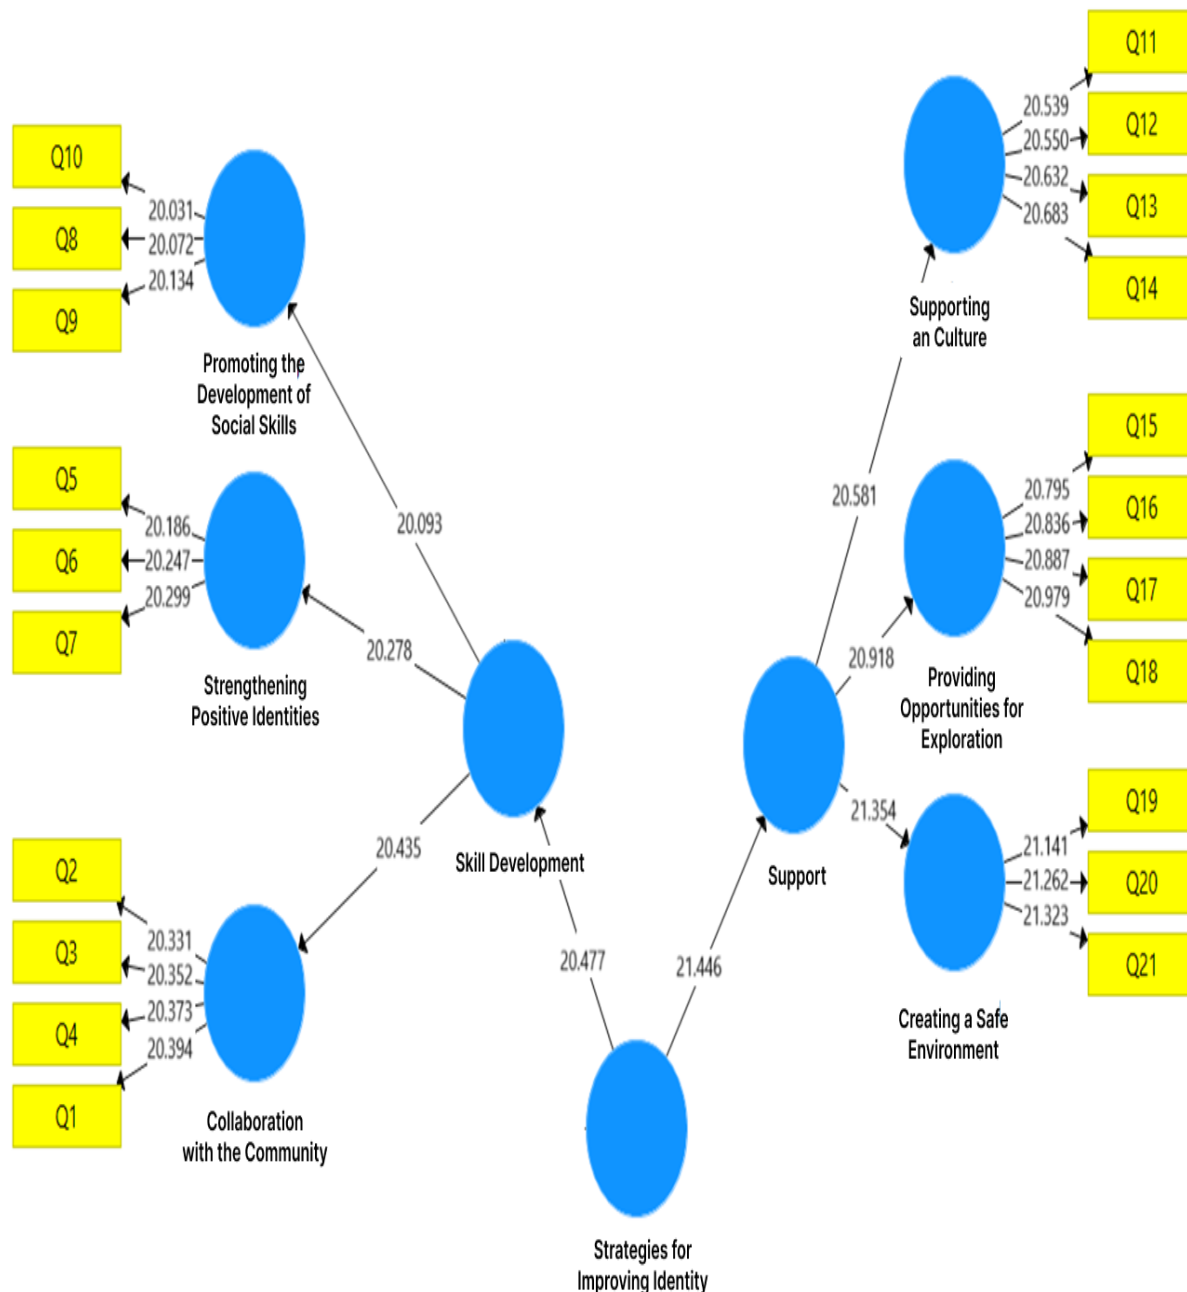 Q10
Q8
Q9
20.031
20.072
20.134
Promoting the
Development of
Social Skills
Q5
Q6
Q7
20.186
20.247
20.299
Strengthening
Positive Identities
Q2
Q3
Q4
Q1
20.331
20.352
20.373
20.394
Collaboration
with the Community
20.093
20.278
20.435
Skill Development
20.477
21.446
Strategies for
Improving Identity
Support
20.581
20.918
21.354
Supporting
an Culture
20.539
20.550
20.632
20.683
Q11
Q12
Q13
Q14
Providing
Opportunities for
Exploration
20.795
20.836
20.887
20.979
Q15
Q16
Q17
Q18
Creating a Safe
Environment
21.141
21.262
21.323
Q19
Q20
Q21